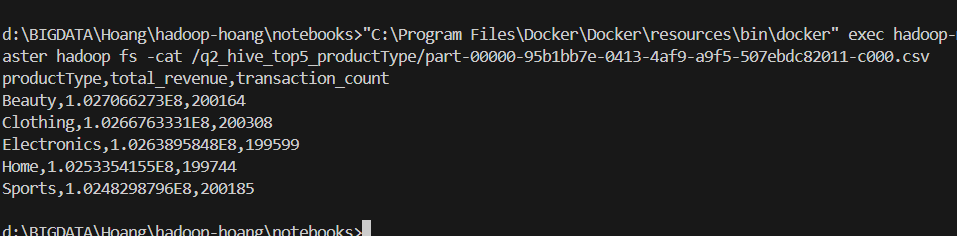 d:\BIGDATA\Hoang\hadoop-hoang\notebooks>"C:\Program Files\Docker\Docker\resources\bin\docker" exec hadoop-
aster hadoop fs -cat /q2_hive_top5_productType/part-00000-95b1bb7e-0413-4af9-a9f5-507ebdc82011-c000.csv
productType,total_revenue,transaction_count
Beauty,1.027066273E8,200164
Clothing,1.0266763331E8,200308
Electronics,1.0263895848E8,199599
Home,1.0253354155E8,199744
Sports,1.0248298796E8,200185
d:\BIGDATA\Hoang\hadoop-hoang\notebooks>